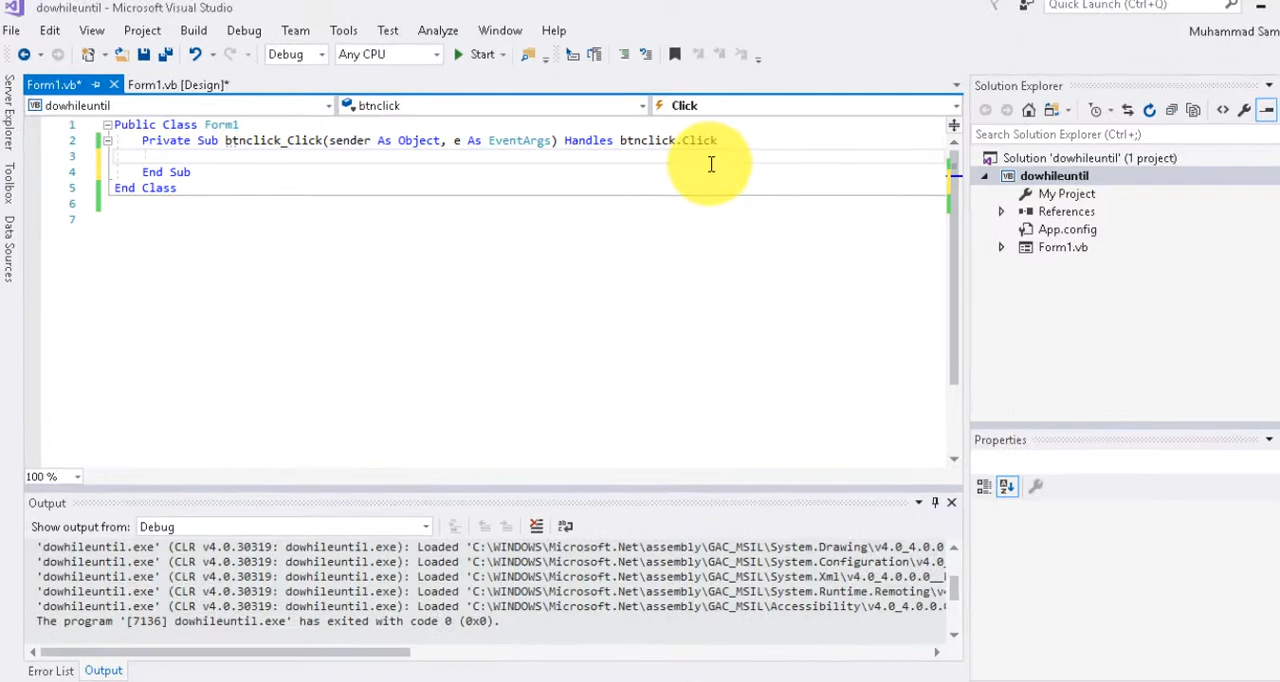 dowhileuntil - Microsoft Visual Studio
Quick Launch (Ctrl+Q)
File Edit View Project Build Debug Team Tools Test Analyze Window Help
Muhammad Sam
Debug Any CPU Start
Form1.vb* Form1.vb [Design]*
dowhileuntil btnclick Click
1 Public Class Form1
2 Private Sub btnclick_Click(sender As Object, e As EventArgs) Handles btnclick.Click
3
4 End Sub
5 End Class
6
7
100 %
Server Explorer
Toolbox
Data Sources
Solution Explorer
Search Solution Explorer (Ctrl+;)
Solution 'dowhileuntil' (1 project)
VB dowhileuntil
My Project
References
App.config
Form1.vb
Properties
Output
Show output from: Debug
'dowhileuntil.exe' (CLR v4.0.30319: dowhileuntil.exe): Loaded 'C:\WINDOWS\Microsoft.Net\assembly\GAC_MSIL\System.Drawing\v4.0_4.0.0
'dowhileuntil.exe' (CLR v4.0.30319: dowhileuntil.exe): Loaded 'C:\WINDOWS\Microsoft.Net\assembly\GAC_MSIL\System.Configuration\v4.0_
'dowhileuntil.exe' (CLR v4.0.30319: dowhileuntil.exe): Loaded 'C:\WINDOWS\Microsoft.Net\assembly\GAC_MSIL\System.Xml\v4.0_4.0.0.0__
'dowhileuntil.exe' (CLR v4.0.30319: dowhileuntil.exe): Loaded 'C:\WINDOWS\Microsoft.Net\assembly\GAC_MSIL\System.Runtime.Remoting\v4
'dowhileuntil.exe' (CLR v4.0.30319: dowhileuntil.exe): Loaded 'C:\WINDOWS\Microsoft.Net\assembly\GAC_MSIL\Accessibility\v4.0_4.0.0.0
The program '[7136] dowhileuntil.exe' has exited with code 0 (0x0).
Error List Output